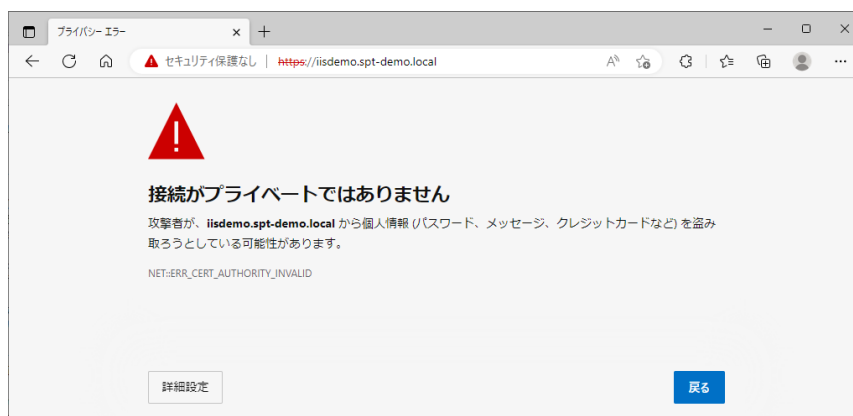 プライバシー エラー
セキュリティ保護なし | https://iisdemo.spt-demo.local
接続がプライベートではありません
攻撃者が、iisdemo.spt-demo.local から個人情報 (パスワード、メッセージ、クレジットカードなど) を盗み
取ろうとしている可能性があります。
NET::ERR_CERT_AUTHORITY_INVALID
詳細設定
戻る